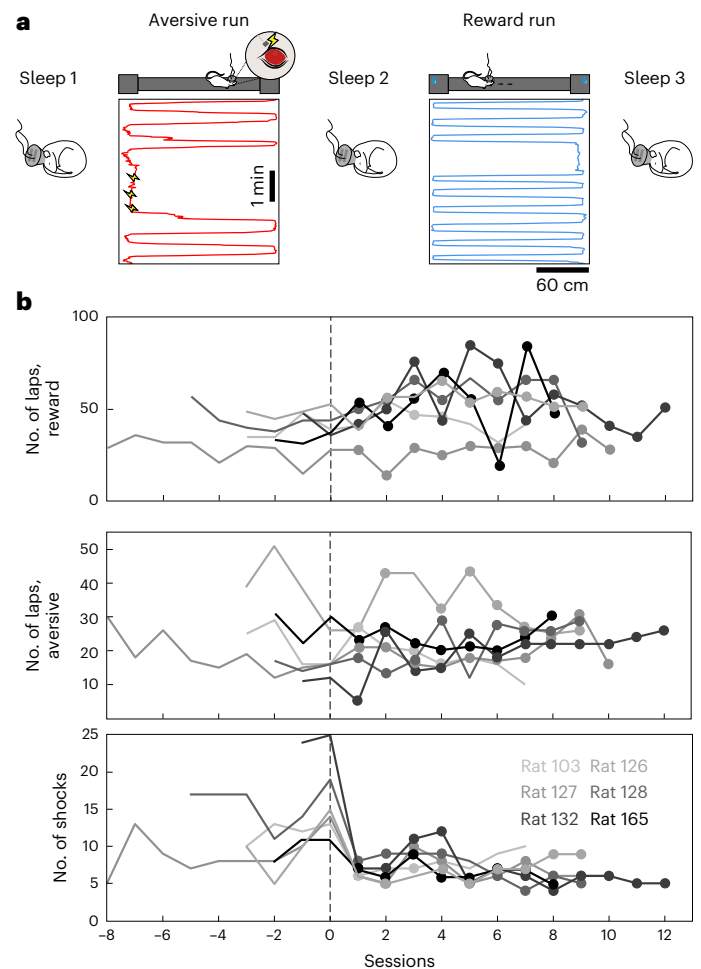 a
Aversive run
Reward run
Sleep 1
Sleep 2
Sleep 3
1 min
60 cm
b
No. of laps,
reward
100
50
0
No. of laps,
aversive
50
40
30
20
10
No. of shocks
25
20
15
10
5
0
Rat 103 Rat 126
Rat 127 Rat 128
Rat 132 Rat 165
−8 −6 −4 −2 0 2 4 6 8 10 12
Sessions